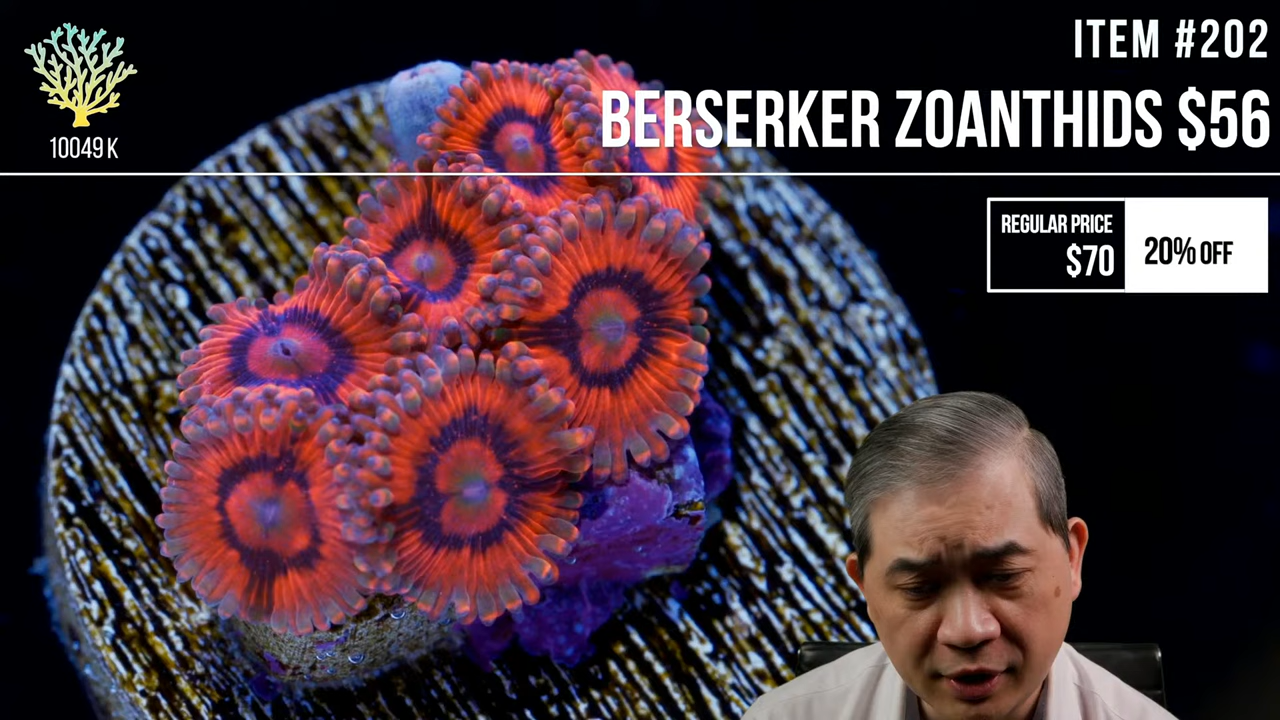 10049 K
ITEM #202
BERSERKER ZOANTHIDS $56
REGULAR PRICE
$70
20% OFF